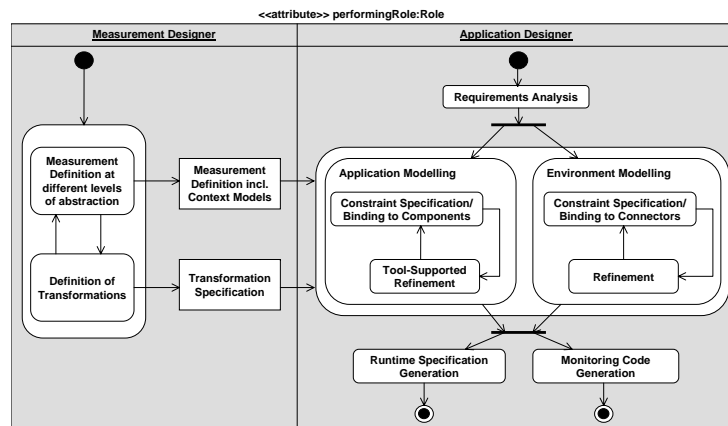 <<attribute>> performingRole:Role
Measurement Designer
Application Designer
Requirements Analysis
Measurement
Definition at
different levels
of abstraction
Measurement
Definition incl.
Context Models
Application Modelling
Constraint Specification/
Binding to Components
Tool-Supported
Refinement
Environment Modelling
Constraint Specification/
Binding to Connectors
Refinement
Definition of
Transformations
Transformation
Specification
Runtime Specification
Generation
Monitoring Code
Generation